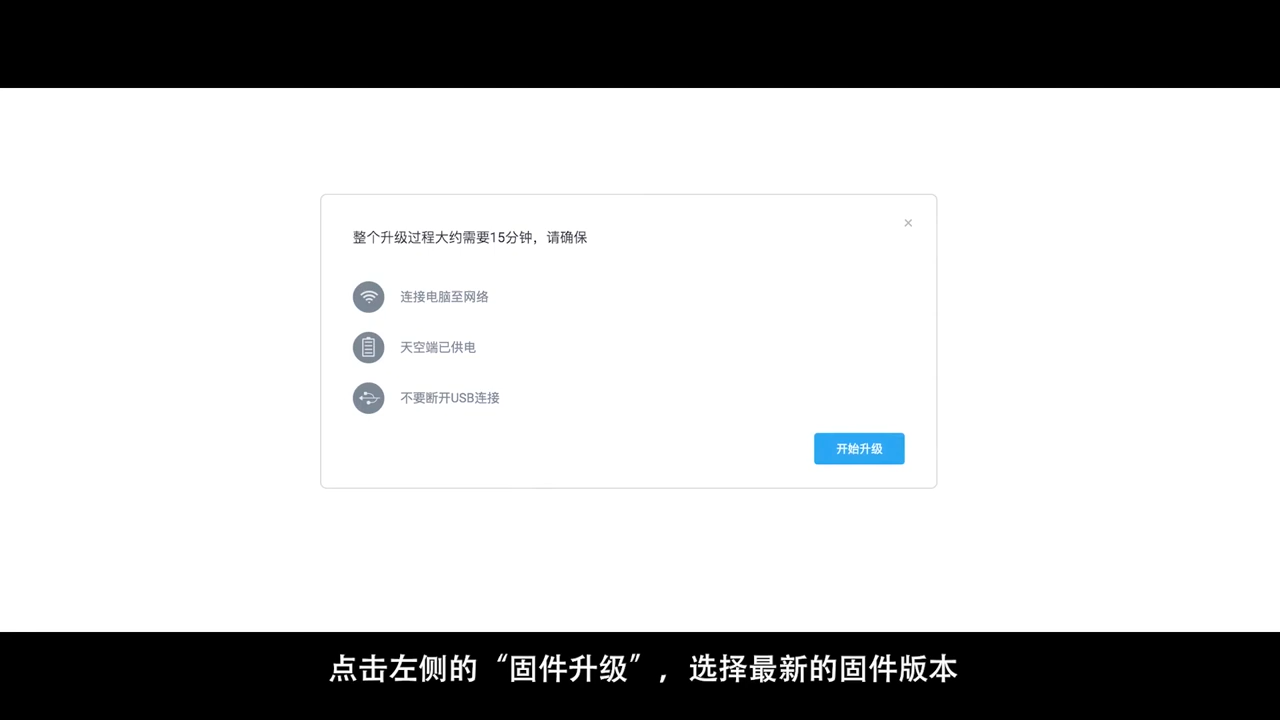 整个升级过程大约需要15分钟，请确保
连接电脑至网络
天空端已供电
不要断开USB连接
开始升级
点击左侧的“固件升级”，选择最新的固件版本